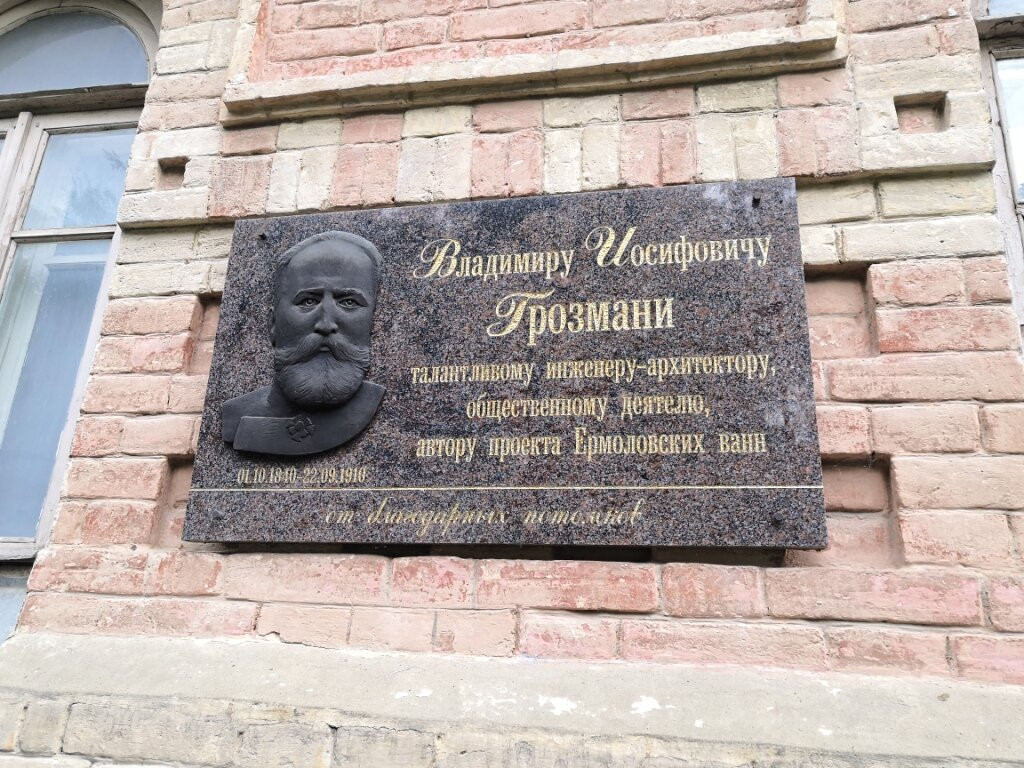 Владимиру Иосифовичу
Грозмани
талантливому инженеру-архитектору,
общественному деятелю,
автору проекта Ермоловских ванн
01.10.1840-22.09.1910
от благодарных потомков